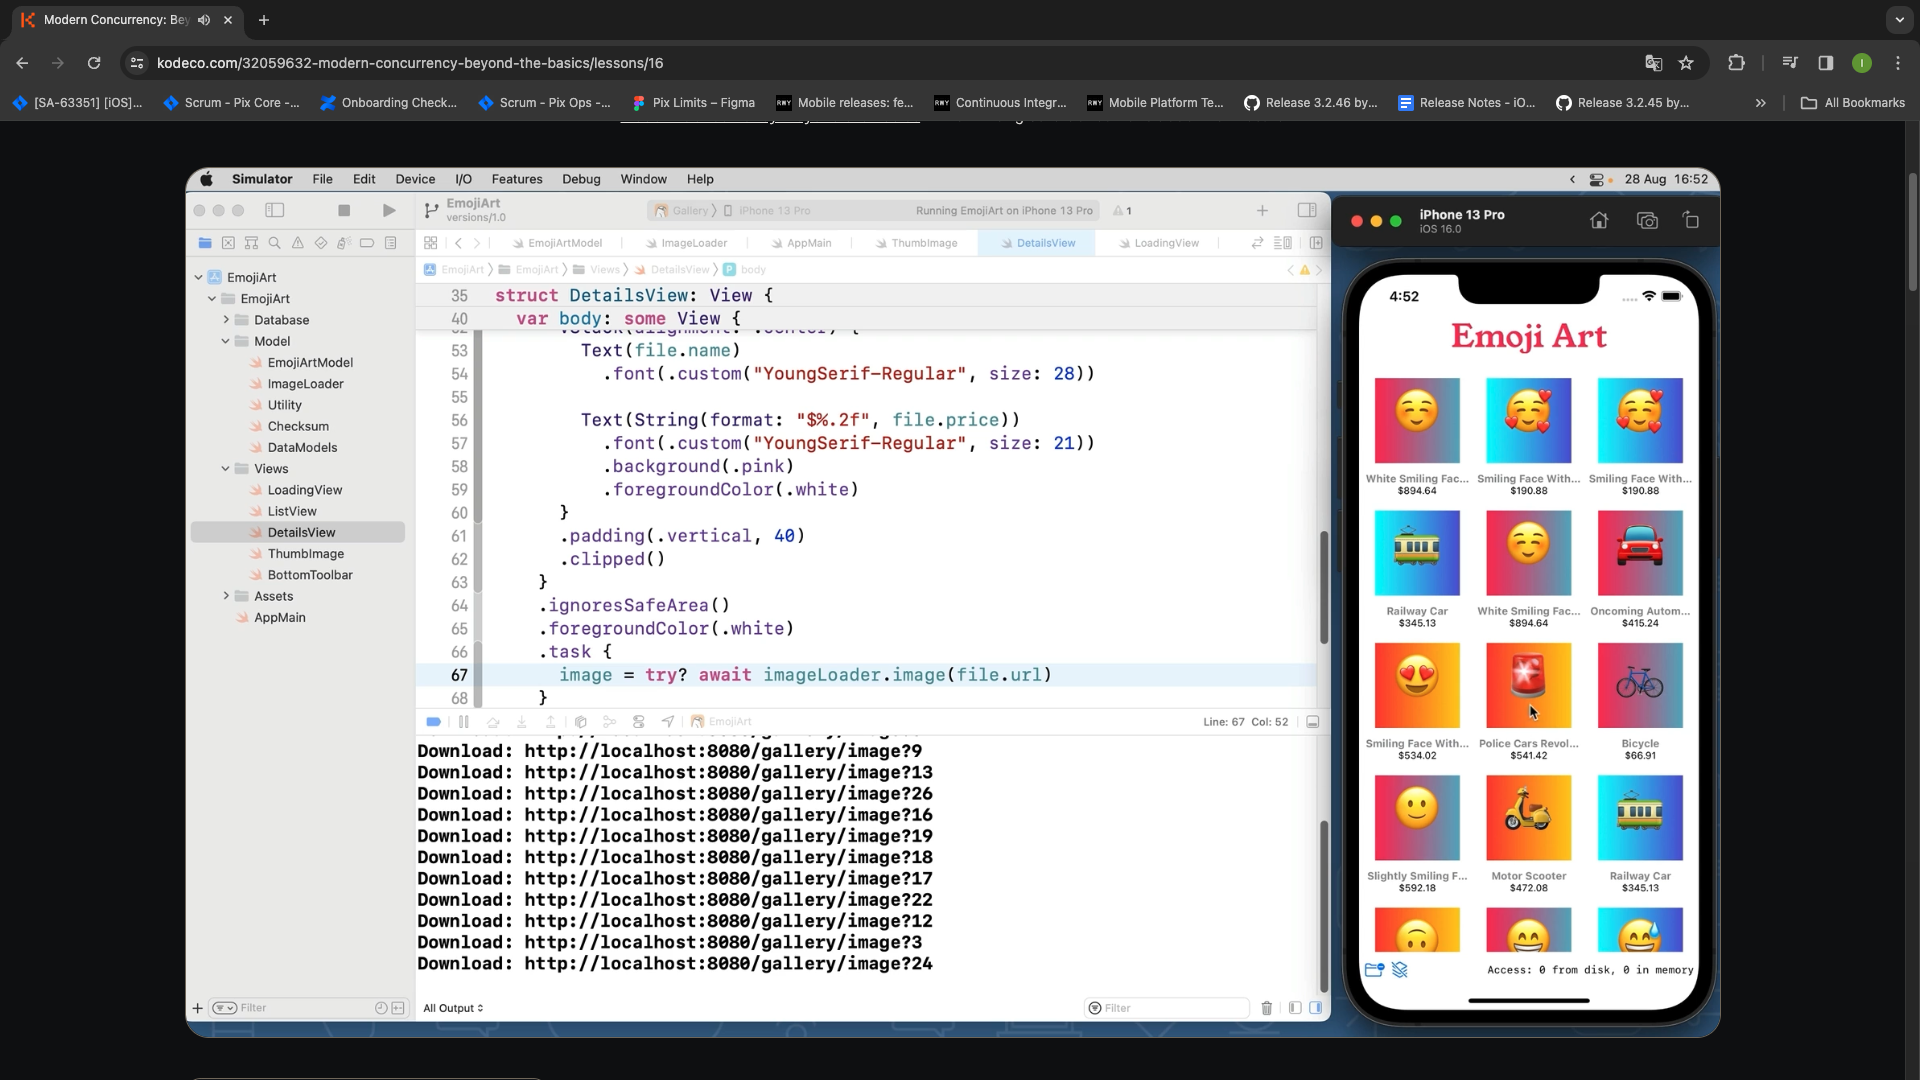 Modern Concurrency: Bey
kodeco.com/32059632-modern-concurrency-beyond-the-basics/lessons/16
[SA-63351] [iOS]...
Scrum - Pix Core -...
Onboarding Check...
Scrum - Pix Ops -...
Pix Limits – Figma
Mobile releases: fe...
Continuous Integr...
Mobile Platform Te...
Release 3.2.46 by...
Release Notes - iO...
Release 3.2.45 by...
All Bookmarks
Simulator File Edit Device I/O Features Debug Window Help
28 Aug 16:52
EmojiArt
versions/1.0
Gallery
iPhone 13 Pro
Running EmojiArt on iPhone 13 Pro
1
EmojiArtModel
ImageLoader
AppMain
ThumbImage
DetailsView
LoadingView
EmojiArt
EmojiArt
Views
DetailsView
body
EmojiArt
EmojiArt
Database
Model
EmojiArtModel
ImageLoader
Utility
Checksum
DataModels
Views
LoadingView
ListView
DetailsView
ThumbImage
BottomToolbar
Assets
AppMain
Filter
35 struct DetailsView: View {
40 var body: some View {
53 Text(file.name)
54 .font(.custom("YoungSerif-Regular", size: 28))
55
56 Text(String(format: "$%.2f", file.price))
57 .font(.custom("YoungSerif-Regular", size: 21))
58 .background(.pink)
59 .foregroundColor(.white)
60 }
61 .padding(.vertical, 40)
62 .clipped()
63 }
64 .ignoresSafeArea()
65 .foregroundColor(.white)
66 .task {
67 image = try? await imageLoader.image(file.url)
68 }
EmojiArt
Line: 67 Col: 52
Download: http://localhost:8080/gallery/image?9
Download: http://localhost:8080/gallery/image?13
Download: http://localhost:8080/gallery/image?26
Download: http://localhost:8080/gallery/image?16
Download: http://localhost:8080/gallery/image?19
Download: http://localhost:8080/gallery/image?18
Download: http://localhost:8080/gallery/image?17
Download: http://localhost:8080/gallery/image?22
Download: http://localhost:8080/gallery/image?12
Download: http://localhost:8080/gallery/image?3
Download: http://localhost:8080/gallery/image?24
All Output
Filter
iPhone 13 Pro
iOS 16.0
4:52
Emoji Art
White Smiling Fac... Smiling Face With... Smiling Face With...
$894.64 $190.88 $190.88
Railway Car White Smiling Fac... Oncoming Autom...
$345.13 $894.64 $415.24
Smiling Face With... Police Cars Revol... Bicycle
$534.02 $541.42 $66.91
Slightly Smiling F... Motor Scooter Railway Car
$592.18 $472.08 $345.13
Access: 0 from disk, 0 in memory